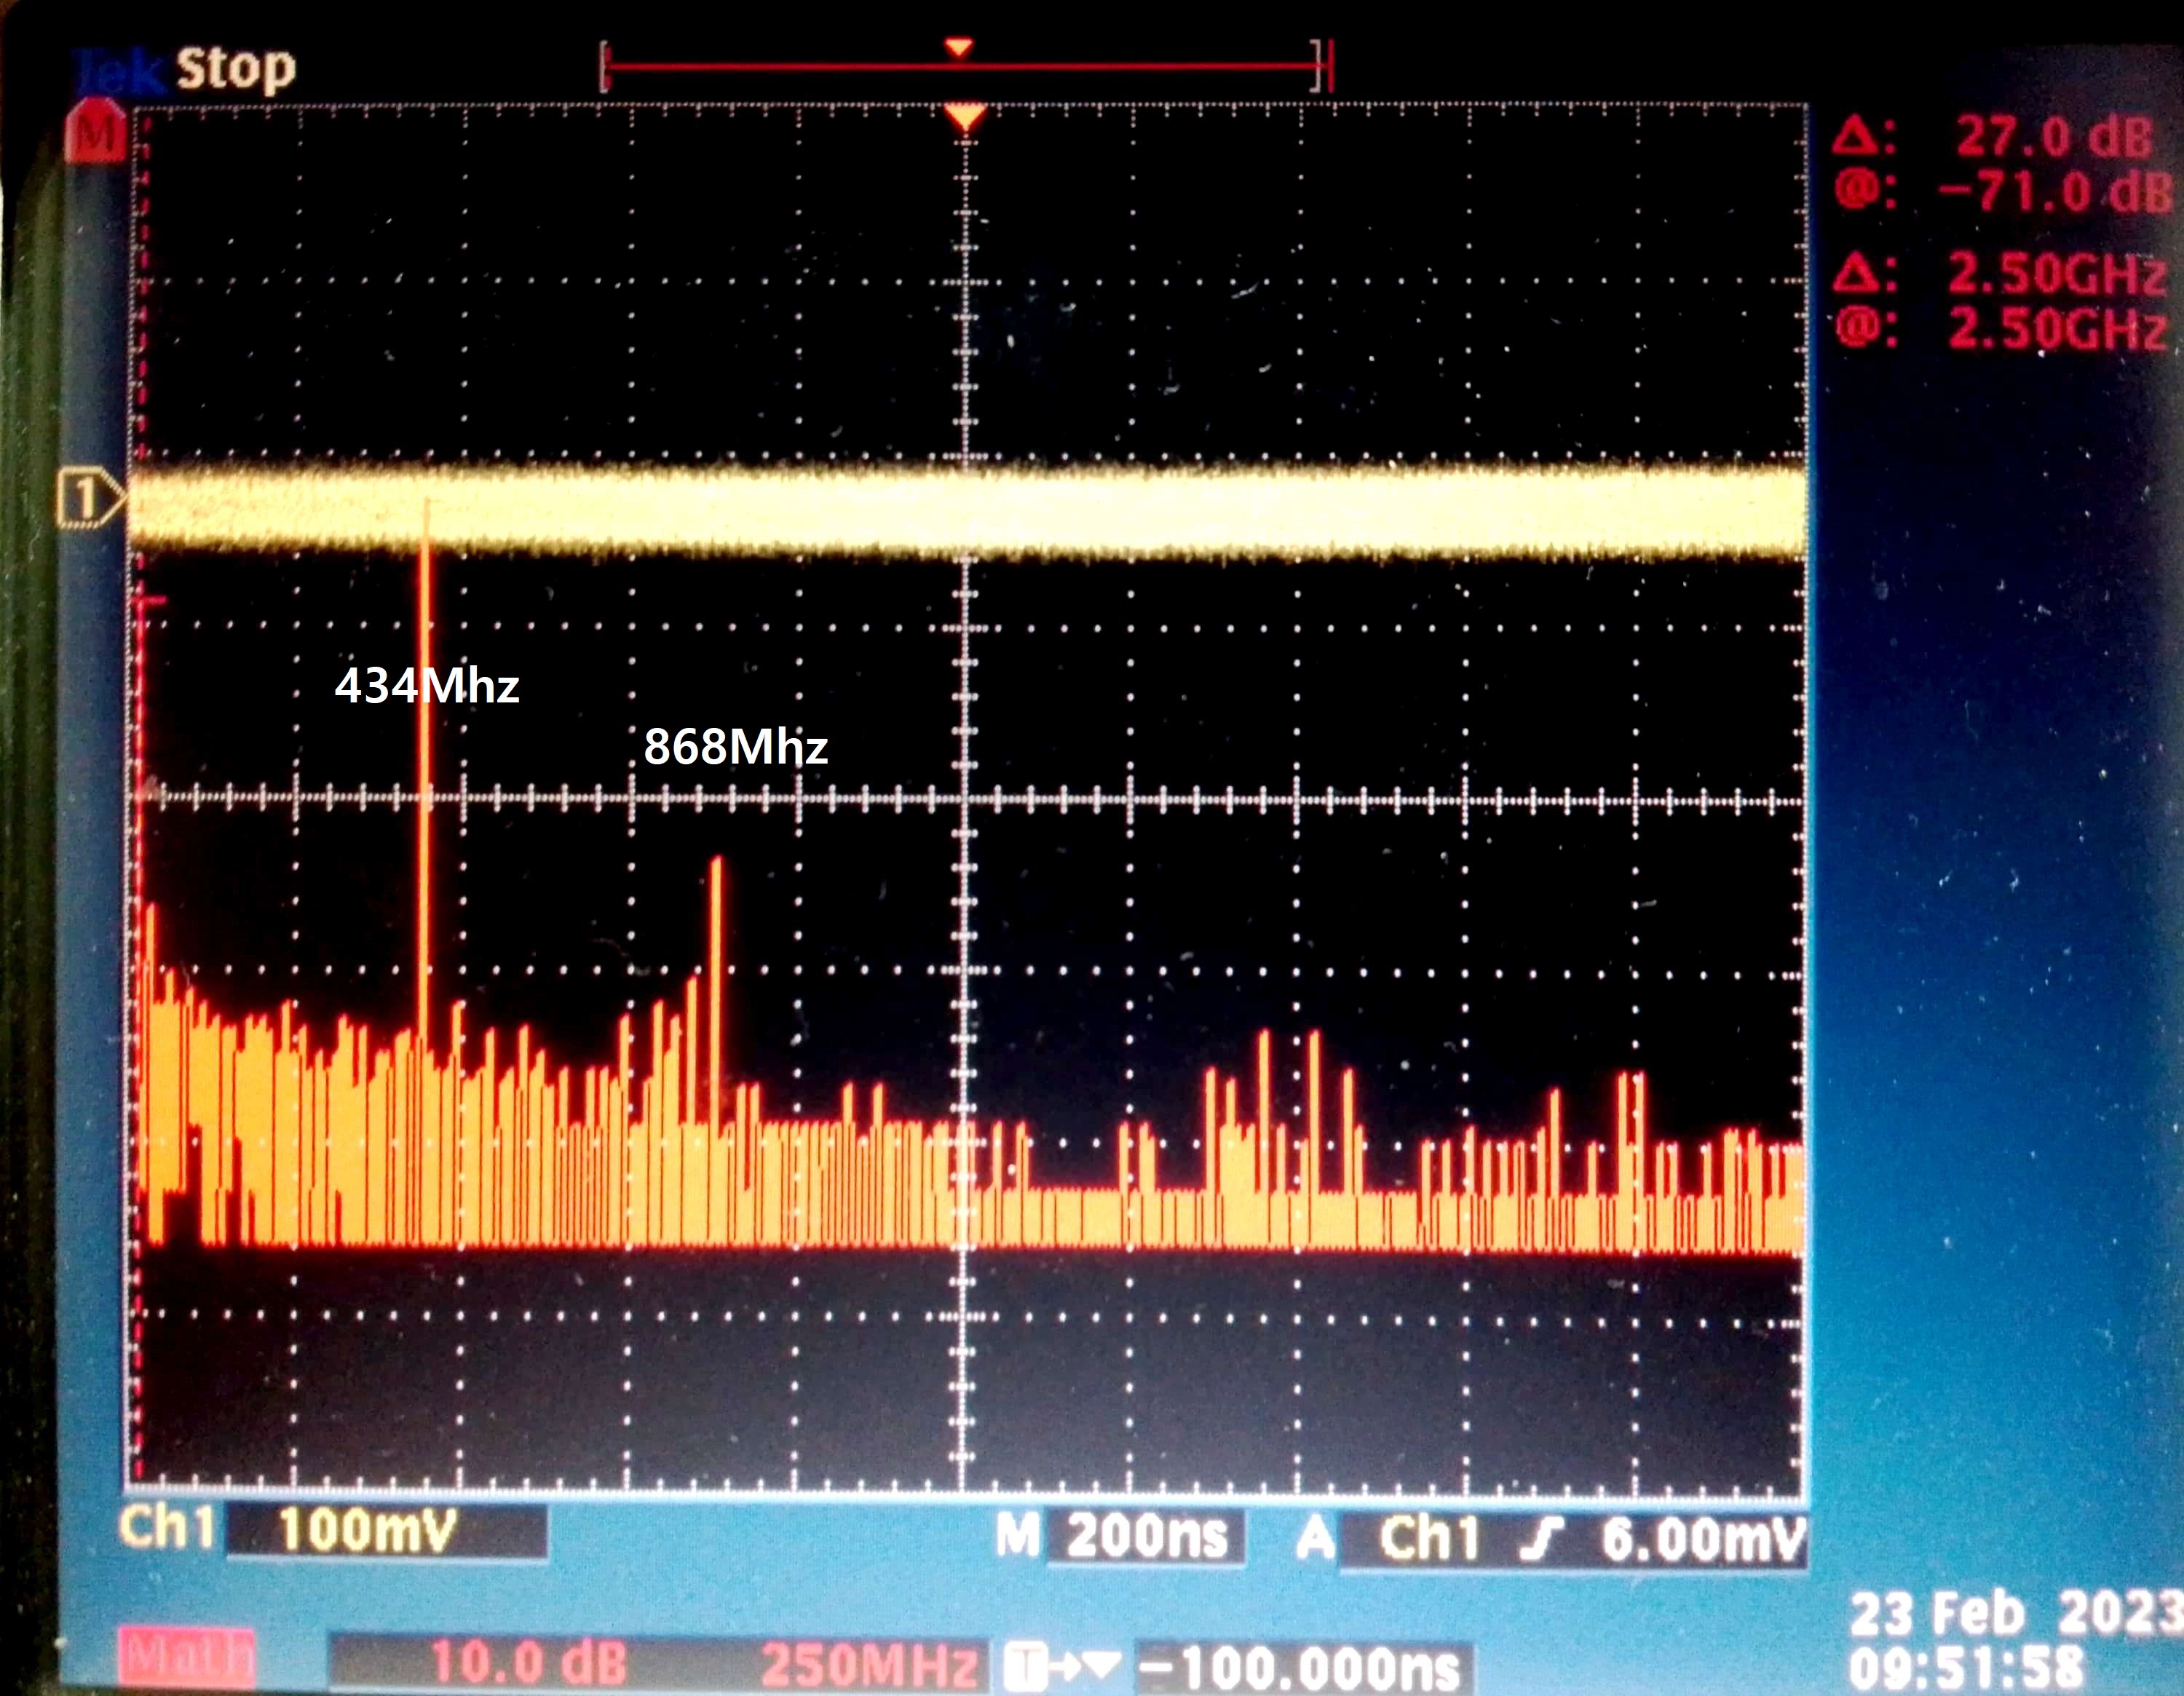 Tek Stop
M
Δ: 27.0 dB
@: −71.0 dB
Δ: 2.50GHz
@: 2.50GHz
1
434Mhz
868Mhz
Ch1 100mV M 200ns A Ch1 6.00mV
Math 10.0 dB 250MHz T −100.000ns
23 Feb 2023
09:51:58